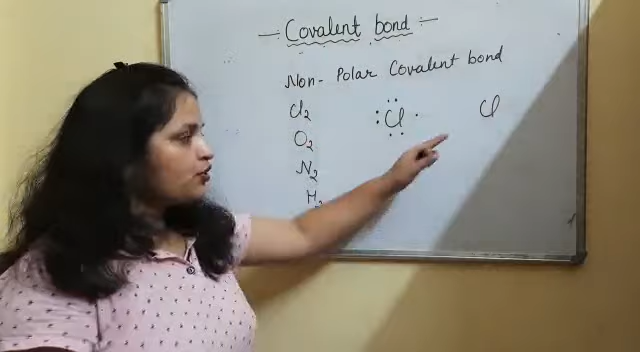 Covalent bond
Non-Polar Covalent bond
Cl2 Cl Cl
O2
N2
H2